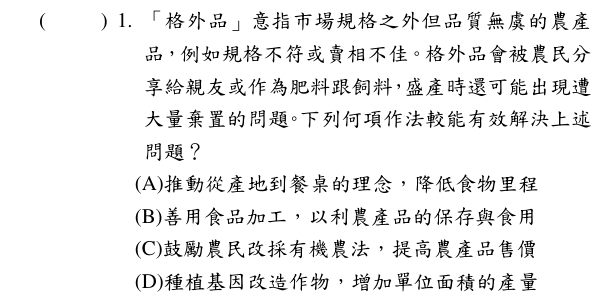 (　　) 1. 「格外品」意指市場規格之外但品質無虞的農產
品，例如規格不符或賣相不佳。格外品會被農民分
享給親友或作為肥料跟飼料，盛產時還可能出現遭
大量棄置的問題。下列何項作法較能有效解決上述
問題？
(A)推動從產地到餐桌的理念，降低食物里程
(B)善用食品加工，以利農產品的保存與食用
(C)鼓勵農民改採有機農法，提高農產品售價
(D)種植基因改造作物，增加單位面積的產量